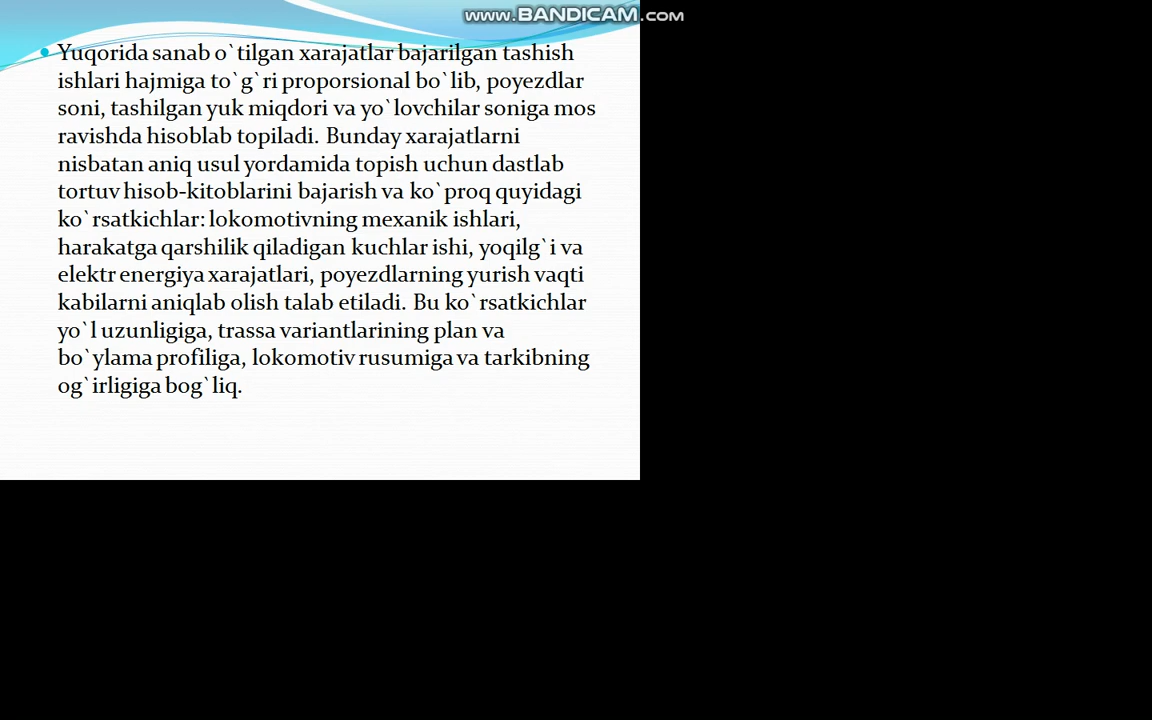 www.BANDICAM.com
Yuqorida sanab o`tilgan xarajatlar bajarilgan tashish
ishlari hajmiga to`g`ri proporsional bo`lib, poyezdlar
soni, tashilgan yuk miqdori va yo`lovchilar soniga mos
ravishda hisoblab topiladi. Bunday xarajatlarni
nisbatan aniq usul yordamida topish uchun dastlab
tortuv hisob-kitoblarini bajarish va ko`proq quyidagi
ko`rsatkichlar: lokomotivning mexanik ishlari,
harakatga qarshilik qiladigan kuchlar ishi, yoqilg`i va
elektr energiya xarajatlari, poyezdlarning yurish vaqti
kabilarni aniqlab olish talab etiladi. Bu ko`rsatkichlar
yo`l uzunligiga, trassa variantlarining plan va
bo`ylama profiliga, lokomotiv rusumiga va tarkibning
og`irligiga bog`liq.